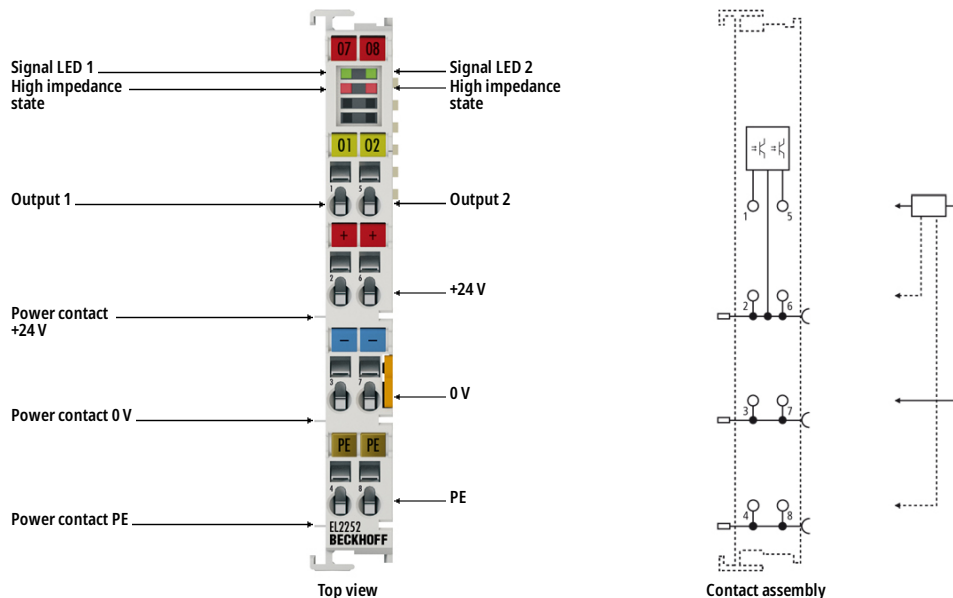 07 08
Signal LED 1
High impedance
state
Signal LED 2
High impedance
state
01 02
1 5
Output 1
Output 2
+ +
2 6
+24 V
Power contact
+24 V
− −
3 7
0 V
Power contact 0 V
PE PE
4 8
PE
Power contact PE
EL2252
BECKHOFF
Top view
1 5
2 6
3 7
4 8
Contact assembly